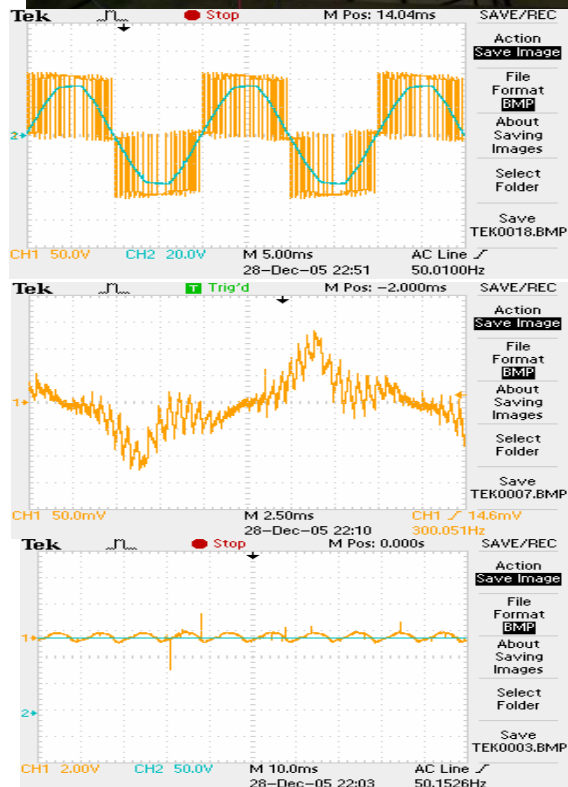 Tek Stop M Pos: 14.04ms SAVE/REC
Action
Save Image
File
Format
BMP
About
Saving
Images
Select
Folder
Save
TEK0018.BMP
2
CH1 50.0V CH2 20.0V M 5.00ms AC Line
28-Dec-05 22:51 50.0100Hz
Tek T Trig'd M Pos: -2.000ms SAVE/REC
Action
Save Image
File
Format
BMP
About
Saving
Images
Select
Folder
Save
TEK0007.BMP
1
CH1 50.0mV M 2.50ms CH1 14.6mV
28-Dec-05 22:10 300.051Hz
Tek Stop M Pos: 0.000s SAVE/REC
Action
Save Image
File
Format
BMP
About
Saving
Images
Select
Folder
Save
TEK0003.BMP
1
2
CH1 2.00V CH2 50.0V M 10.0ms AC Line
28-Dec-05 22:03 50.1526Hz